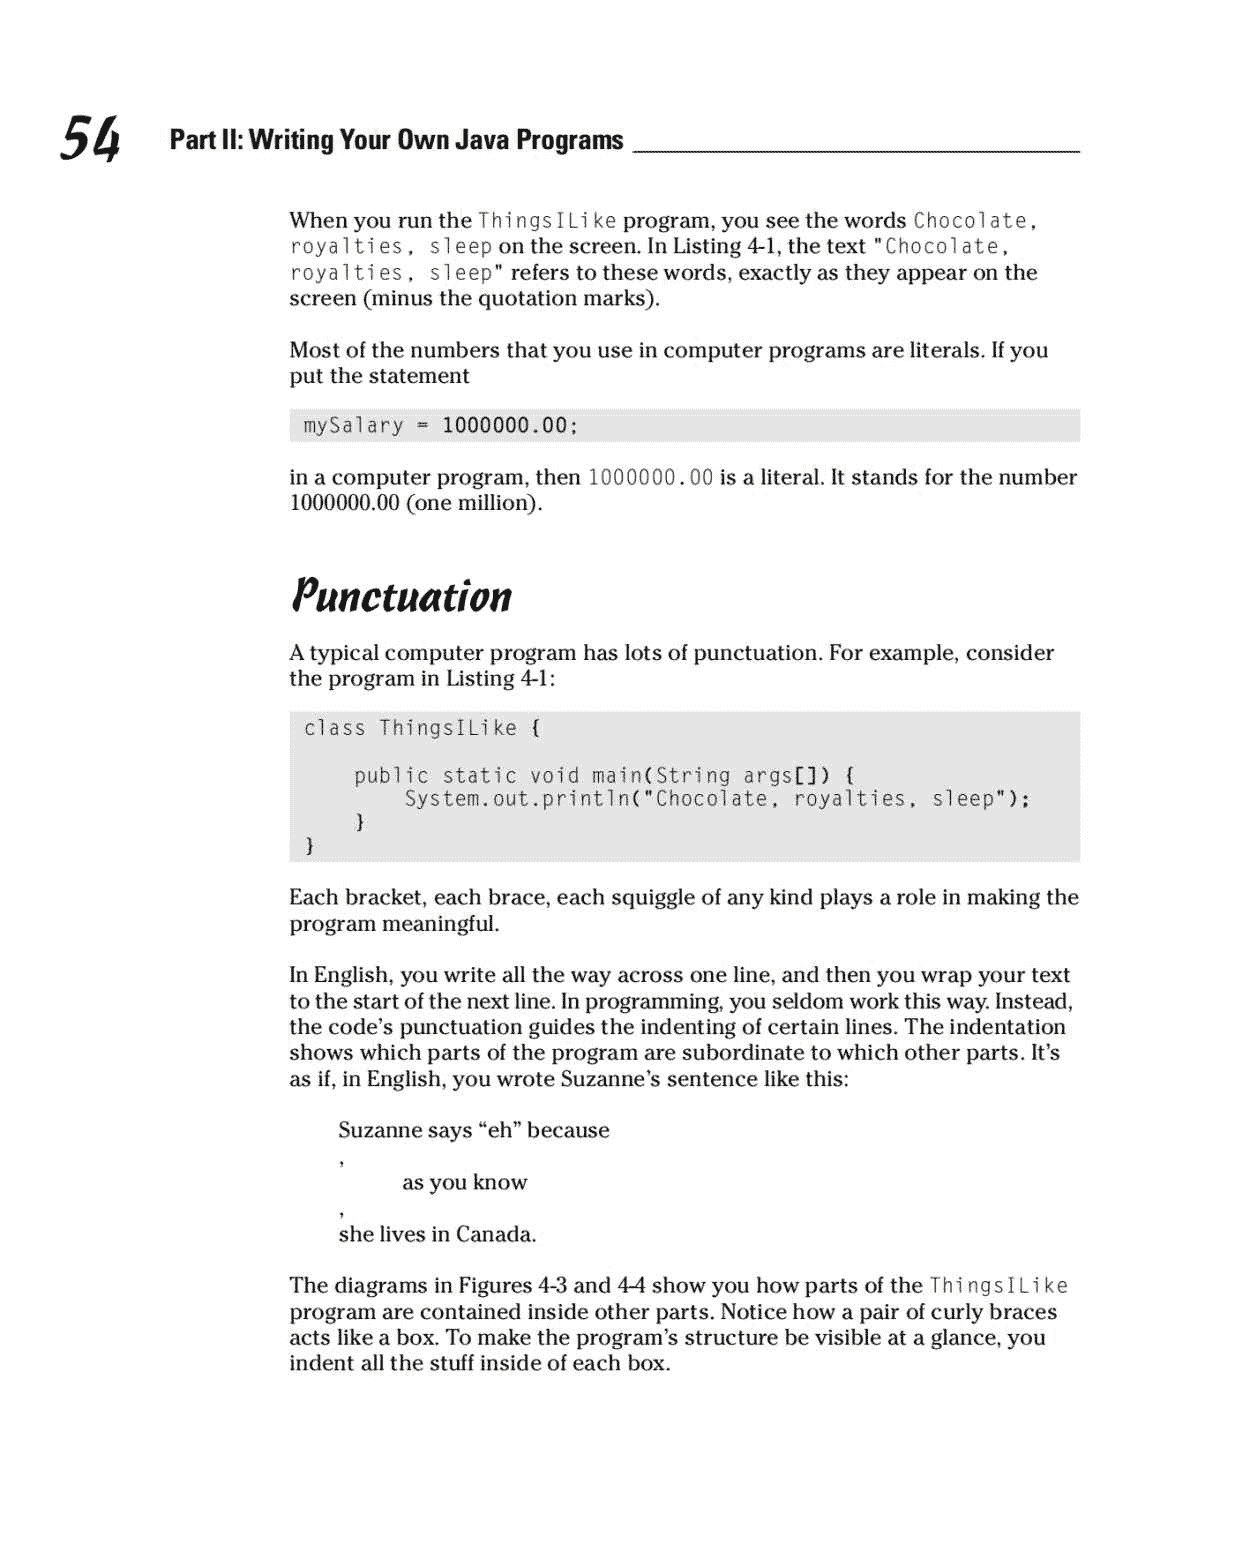 54
Part II: Writing Your Own Java Programs
When you run the ThingsILike program, you see the words Chocolate,
royalties, sleep on the screen. In Listing 4-1, the text "Chocolate,
royalties, sleep" refers to these words, exactly as they appear on the
screen (minus the quotation marks).
Most of the numbers that you use in computer programs are literals. If you
put the statement
mySalary = 1000000.00;
in a computer program, then 1000000.00 is a literal. It stands for the number
1000000.00 (one million).
Punctuation
A typical computer program has lots of punctuation. For example, consider
the program in Listing 4-1:
class ThingsILike {
    public static void main(String args[]) {
        System.out.println("Chocolate, royalties, sleep");
    }
}
Each bracket, each brace, each squiggle of any kind plays a role in making the
program meaningful.
In English, you write all the way across one line, and then you wrap your text
to the start of the next line. In programming, you seldom work this way. Instead,
the code’s punctuation guides the indenting of certain lines. The indentation
shows which parts of the program are subordinate to which other parts. It’s
as if, in English, you wrote Suzanne’s sentence like this:
Suzanne says “eh” because
,
as you know
,
she lives in Canada.
The diagrams in Figures 4-3 and 4-4 show you how parts of the ThingsILike
program are contained inside other parts. Notice how a pair of curly braces
acts like a box. To make the program’s structure be visible at a glance, you
indent all the stuff inside of each box.